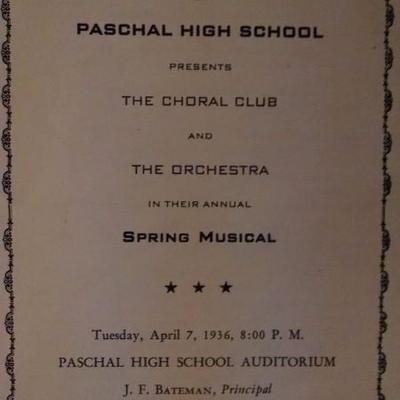 PASCHAL HIGH SCHOOL
PRESENTS
THE CHORAL CLUB
AND
THE ORCHESTRA
IN THEIR ANNUAL
SPRING MUSICAL
★ ★ ★
Tuesday, April 7, 1936, 8:00 P. M.
PASCHAL HIGH SCHOOL AUDITORIUM
J. F. BATEMAN, Principal